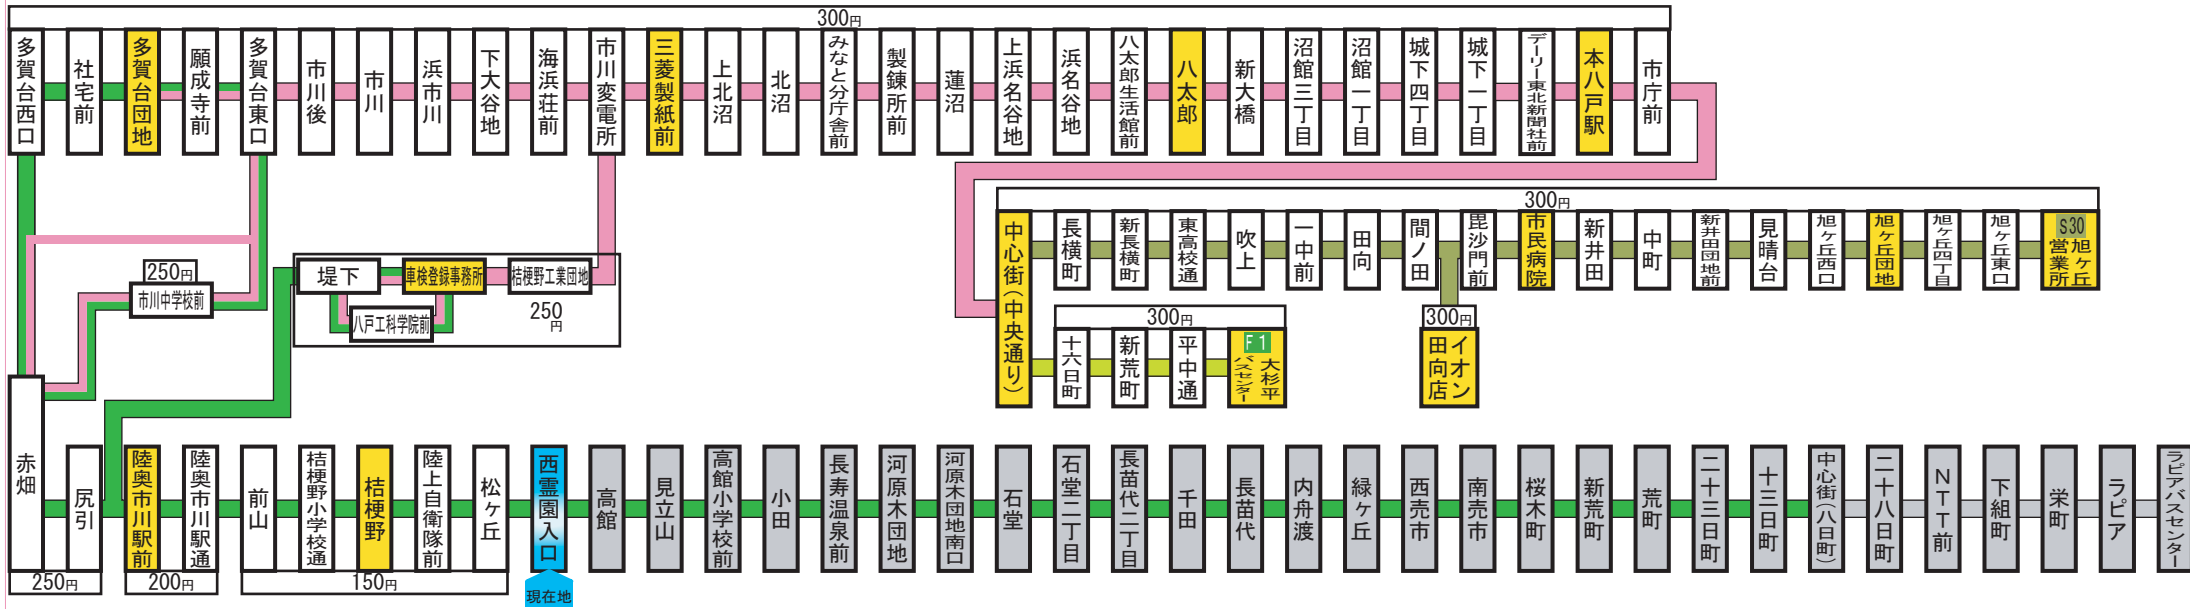 300円
多賀台西口
社宅前
多賀台団地
願成寺前
多賀台東口
市川後
市川
浜市川
下大谷地
海浜荘前
市川変電所
三菱製紙前
上北沼
北沼
みなと分庁舎前
製錬所前
蓮沼
上浜名谷地
浜名谷地
八太郎生活館前
八太郎
新大橋
沼館三丁目
沼館一丁目
城下四丁目
城下一丁目
デーリー東北新聞社前
本八戸駅
市庁前
300円
中心街(中央通り)
長横町
新長横町
東高校通
吹上
一中前
田向
間ノ田
毘沙門前
市民病院
新井田
中町
新井田団地前
見晴台
旭ヶ丘西口
旭ヶ丘団地
旭ヶ丘四丁目
旭ヶ丘東口
S30
旭ヶ丘
営業所
250円
市川中学校前
堤下
車検登録事務所
桔梗野工業団地
八戸工科学院前
250
円
300円
十六日町
新荒町
平中通
F1
大杉平
バスセンター
300円
イオン
田向店
赤畑
尻引
陸奥市川駅前
陸奥市川駅通
前山
桔梗野小学校通
桔梗野
陸上自衛隊前
松ヶ丘
西霊園入口
高館
見立山
高館小学校前
小田
長寿温泉前
河原木団地
河原木団地南口
石堂
石堂二丁目
長苗代二丁目
千田
長苗代
内舟渡
緑ヶ丘
西売市
南売市
桜木町
新荒町
荒町
二十三日町
十三日町
中心街(八日町)
二十八日町
NTT前
下組町
栄町
ラピア
ラピアバスセンター
250円
200円
150円
現在地